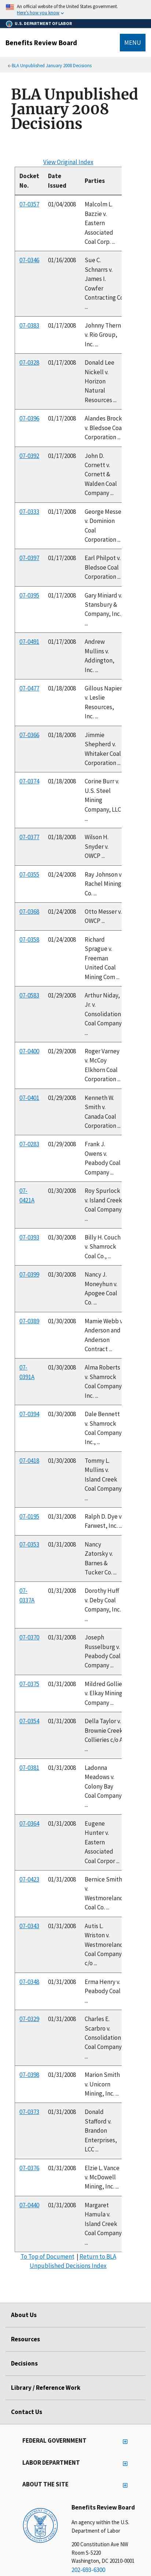 An official website of the United States government.
Here's how you know
U.S. DEPARTMENT OF LABOR
Benefits Review Board
MENU
» BLA Unpublished January 2008 Decisions
BLA Unpublished
January 2008
Decisions
View Original Index
Docket No. Date Issued Parties
07-0357 01/04/2008 Malcolm L.
Bazzie v.
Eastern
Associated
Coal Corp. ...
07-0346 01/16/2008 Sue C.
Schnarrs v.
James I.
Cowfer
Contracting Co
...
07-0383 01/17/2008 Johnny Thern
v. Rio Group,
Inc. ...
07-0328 01/17/2008 Donald Lee
Nickell v.
Horizon
Natural
Resources ...
07-0396 01/17/2008 Alandes Brock
v. Bledsoe Coa
Corporation ...
07-0392 01/17/2008 John D.
Cornett v.
Cornett &
Walden Coal
Company ...
07-0333 01/17/2008 George Messe
v. Dominion
Coal
Corporation ...
07-0397 01/17/2008 Earl Philpot v.
Bledsoe Coal
Corporation ...
07-0395 01/17/2008 Gary Miniard v.
Stansbury &
Company, Inc.
...
07-0491 01/17/2008 Andrew
Mullins v.
Addington,
Inc. ...
07-0477 01/18/2008 Gillous Napier
v. Leslie
Resources,
Inc. ...
07-0366 01/18/2008 Jimmie
Shepherd v.
Whitaker Coal
Corporation ...
07-0374 01/18/2008 Corine Burr v.
U.S. Steel
Mining
Company, LLC
...
07-0377 01/18/2008 Wilson H.
Snyder v.
OWCP ...
07-0355 01/24/2008 Ray Johnson v
Rachel Mining
Co. ...
07-0368 01/24/2008 Otto Messer v.
OWCP ...
07-0358 01/24/2008 Richard
Sprague v.
Freeman
United Coal
Mining Com ...
07-0583 01/29/2008 Arthur Niday,
Jr. v.
Consolidation
Coal Company
...
07-0400 01/29/2008 Roger Varney
v. McCoy
Elkhorn Coal
Corporation ...
07-0401 01/29/2008 Kenneth W.
Smith v.
Canada Coal
Corporation ...
07-0283 01/29/2008 Frank J.
Owens v.
Peabody Coal
Company ...
07-0421A 01/30/2008 Roy Spurlock
v. Island Creek
Coal Company
...
07-0393 01/30/2008 Billy H. Couch
v. Shamrock
Coal Co., ...
07-0399 01/30/2008 Nancy J.
Moneyhun v.
Apogee Coal
Co. ...
07-0389 01/30/2008 Mamie Webb v
Anderson and
Anderson
Contract ...
07-0391A 01/30/2008 Alma Roberts
v. Shamrock
Coal Company
Inc. ...
07-0394 01/30/2008 Dale Bennett
v. Shamrock
Coal Company
Inc., ...
07-0418 01/30/2008 Tommy L.
Mullins v.
Island Creek
Coal Company
...
07-0195 01/31/2008 Ralph D. Dye v
Farwest, Inc. ...
07-0353 01/31/2008 Nancy
Zatorsky v.
Barnes &
Tucker Co. ...
07-0337A 01/31/2008 Dorothy Huff
v. Deby Coal
Company, Inc.
...
07-0370 01/31/2008 Joseph
Russelburg v.
Peabody Coal
Company ...
07-0375 01/31/2008 Mildred Gollie
v. Elkay Mining
Company ...
07-0354 01/31/2008 Della Taylor v.
Brownie Creek
Collieries c/o A
...
07-0381 01/31/2008 Ladonna
Meadows v.
Colony Bay
Coal Company
...
07-0364 01/31/2008 Eugene
Hunter v.
Eastern
Associated
Coal Corpor ...
07-0423 01/31/2008 Bernice Smith
v.
Westmoreland
Coal Co. ...
07-0343 01/31/2008 Autis L.
Wriston v.
Westmoreland
Coal Company
c/o ...
07-0348 01/31/2008 Erma Henry v.
Peabody Coal
...
07-0329 01/31/2008 Charles E.
Scarbro v.
Consolidation
Coal Company
...
07-0398 01/31/2008 Marion Smith
v. Unicorn
Mining, Inc. ...
07-0373 01/31/2008 Donald
Stafford v.
Brandon
Enterprises,
LCC ...
07-0376 01/31/2008 Elzie L. Vance
v. McDowell
Mining, Inc. ...
07-0440 01/31/2008 Margaret
Hamula v.
Island Creek
Coal Company
...
To Top of Document | Return to BLA
Unpublished Decisions Index
About Us
Resources
Decisions
Library / Reference Work
Contact Us
FEDERAL GOVERNMENT
LABOR DEPARTMENT
ABOUT THE SITE
Benefits Review Board
An agency within the U.S.
Department of Labor
200 Constitution Ave NW
Room S-5220
Washington, DC 20210-0001
202-693-6300